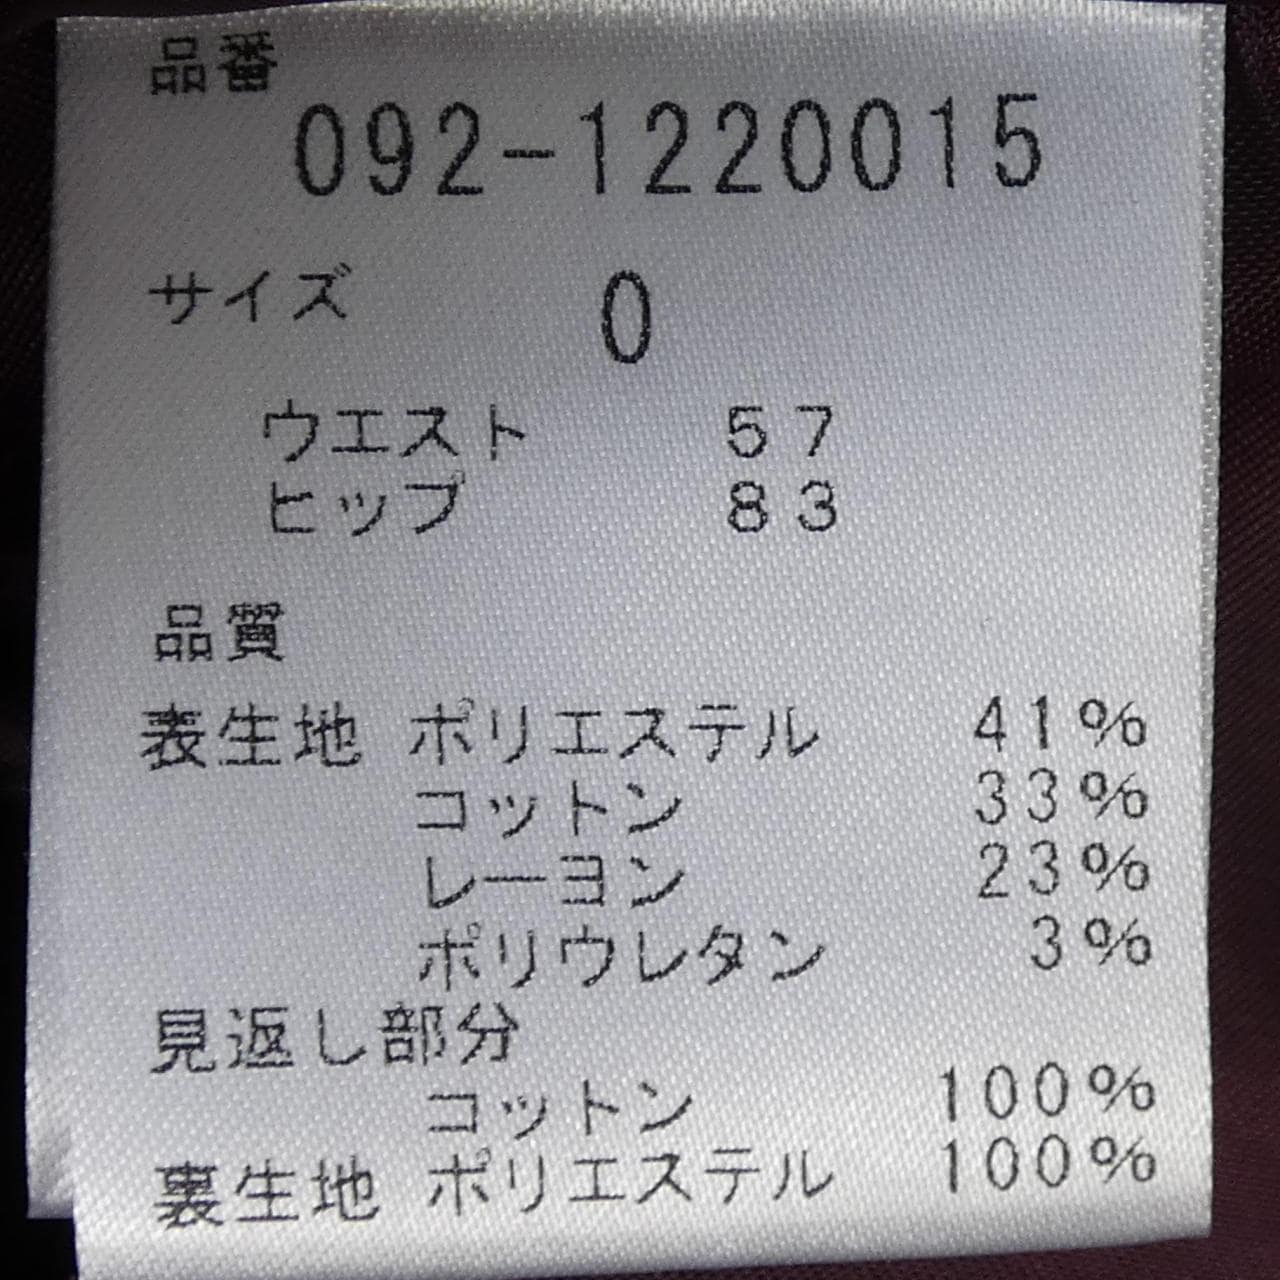 品番
092-1220015
サイズ 0
ウエスト 57
ヒップ 83
品質
表生地 ポリエステル 41%
コットン 33%
レーヨン 23%
ポリウレタン 3%
見返し部分
コットン 100%
裏生地 ポリエステル 100%